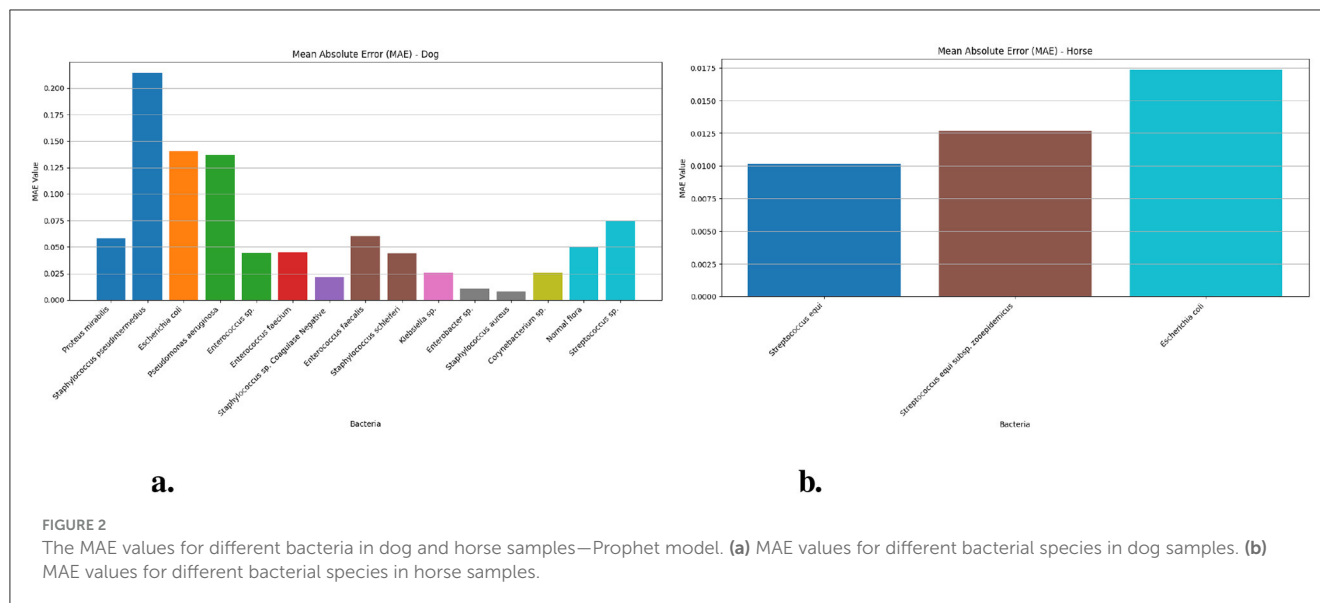 Mean Absolute Error (MAE) - Dog
0.200
0.175
0.150
0.125
0.100
0.075
0.050
0.025
0.000
MAE Value
Proteus mirabilis
Staphylococcus pseudintermedius
Escherichia coli
Pseudomonas aeruginosa
Enterococcus sp.
Enterococcus faecium
Staphylococcus sp. Coagulase Negative
Enterococcus faecalis
Staphylococcus schleiferi
Klebsiella sp.
Enterobacter sp.
Staphylococcus aureus
Corynebacterium sp.
Normal flora
Streptococcus sp.
Bacteria
a.
Mean Absolute Error (MAE) - Horse
0.0175
0.0150
0.0125
0.0100
0.0075
0.0050
0.0025
0.0000
MAE Value
Streptococcus equi
Streptococcus equi subsp. zooepidemicus
Escherichia coli
Bacteria
b.
FIGURE 2
The MAE values for different bacteria in dog and horse samples—Prophet model. (a) MAE values for different bacterial species in dog samples. (b)
MAE values for different bacterial species in horse samples.